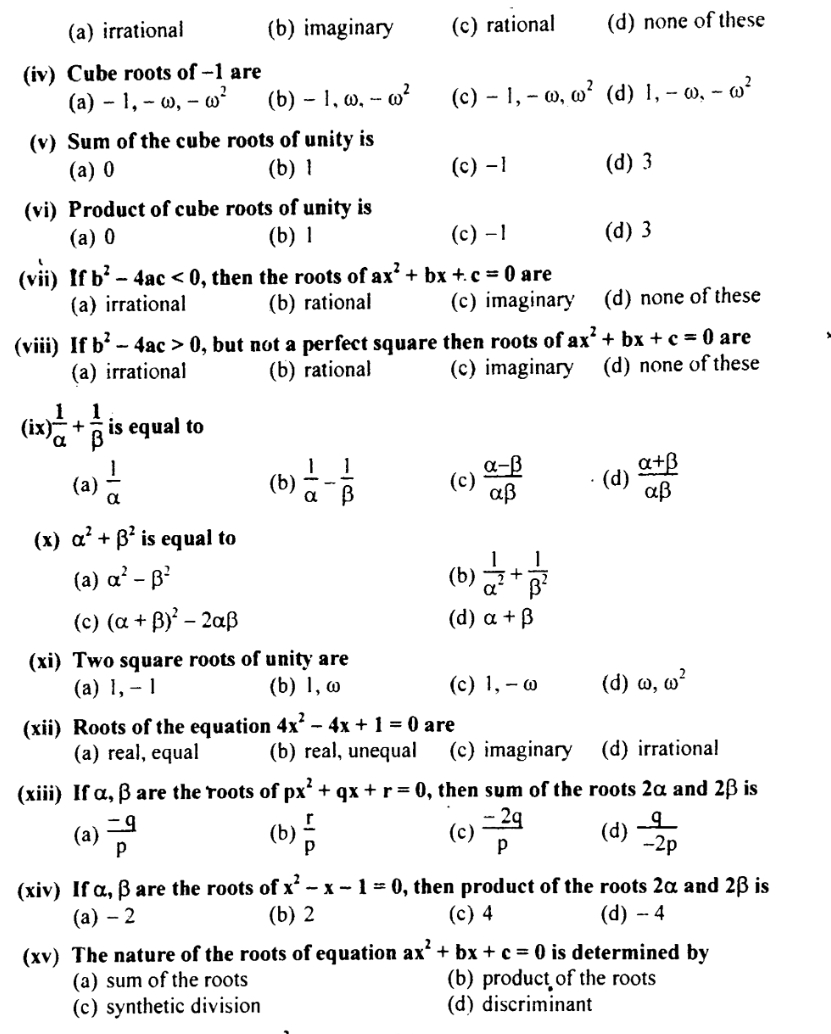 (a) irrational (b) imaginary (c) rational (d) none of these
(iv) Cube roots of –1 are
(a) – 1, – ω, – ω² (b) – 1, ω, – ω² (c) – 1, – ω, ω² (d) 1, – ω, – ω²
(v) Sum of the cube roots of unity is
(a) 0 (b) 1 (c) –1 (d) 3
(vi) Product of cube roots of unity is
(a) 0 (b) 1 (c) –1 (d) 3
(vii) If b² – 4ac < 0, then the roots of ax² + bx + c = 0 are
(a) irrational (b) rational (c) imaginary (d) none of these
(viii) If b² – 4ac > 0, but not a perfect square then roots of ax² + bx + c = 0 are
(a) irrational (b) rational (c) imaginary (d) none of these
(ix) 1/α + 1/β is equal to
(a) 1/α (b) 1/α – 1/β (c) α–β/αβ (d) α+β/αβ
(x) α² + β² is equal to
(a) α² – β² (b) 1/α² + 1/β²
(c) (α + β)² – 2αβ (d) α + β
(xi) Two square roots of unity are
(a) 1, – 1 (b) 1, ω (c) 1, – ω (d) ω, ω²
(xii) Roots of the equation 4x² – 4x + 1 = 0 are
(a) real, equal (b) real, unequal (c) imaginary (d) irrational
(xiii) If α, β are the roots of px² + qx + r = 0, then sum of the roots 2α and 2β is
(a) –q/p (b) r/p (c) – 2q/p (d) q/–2p
(xiv) If α, β are the roots of x² – x – 1 = 0, then product of the roots 2α and 2β is
(a) – 2 (b) 2 (c) 4 (d) – 4
(xv) The nature of the roots of equation ax² + bx + c = 0 is determined by
(a) sum of the roots (b) product of the roots
(c) synthetic division (d) discriminant